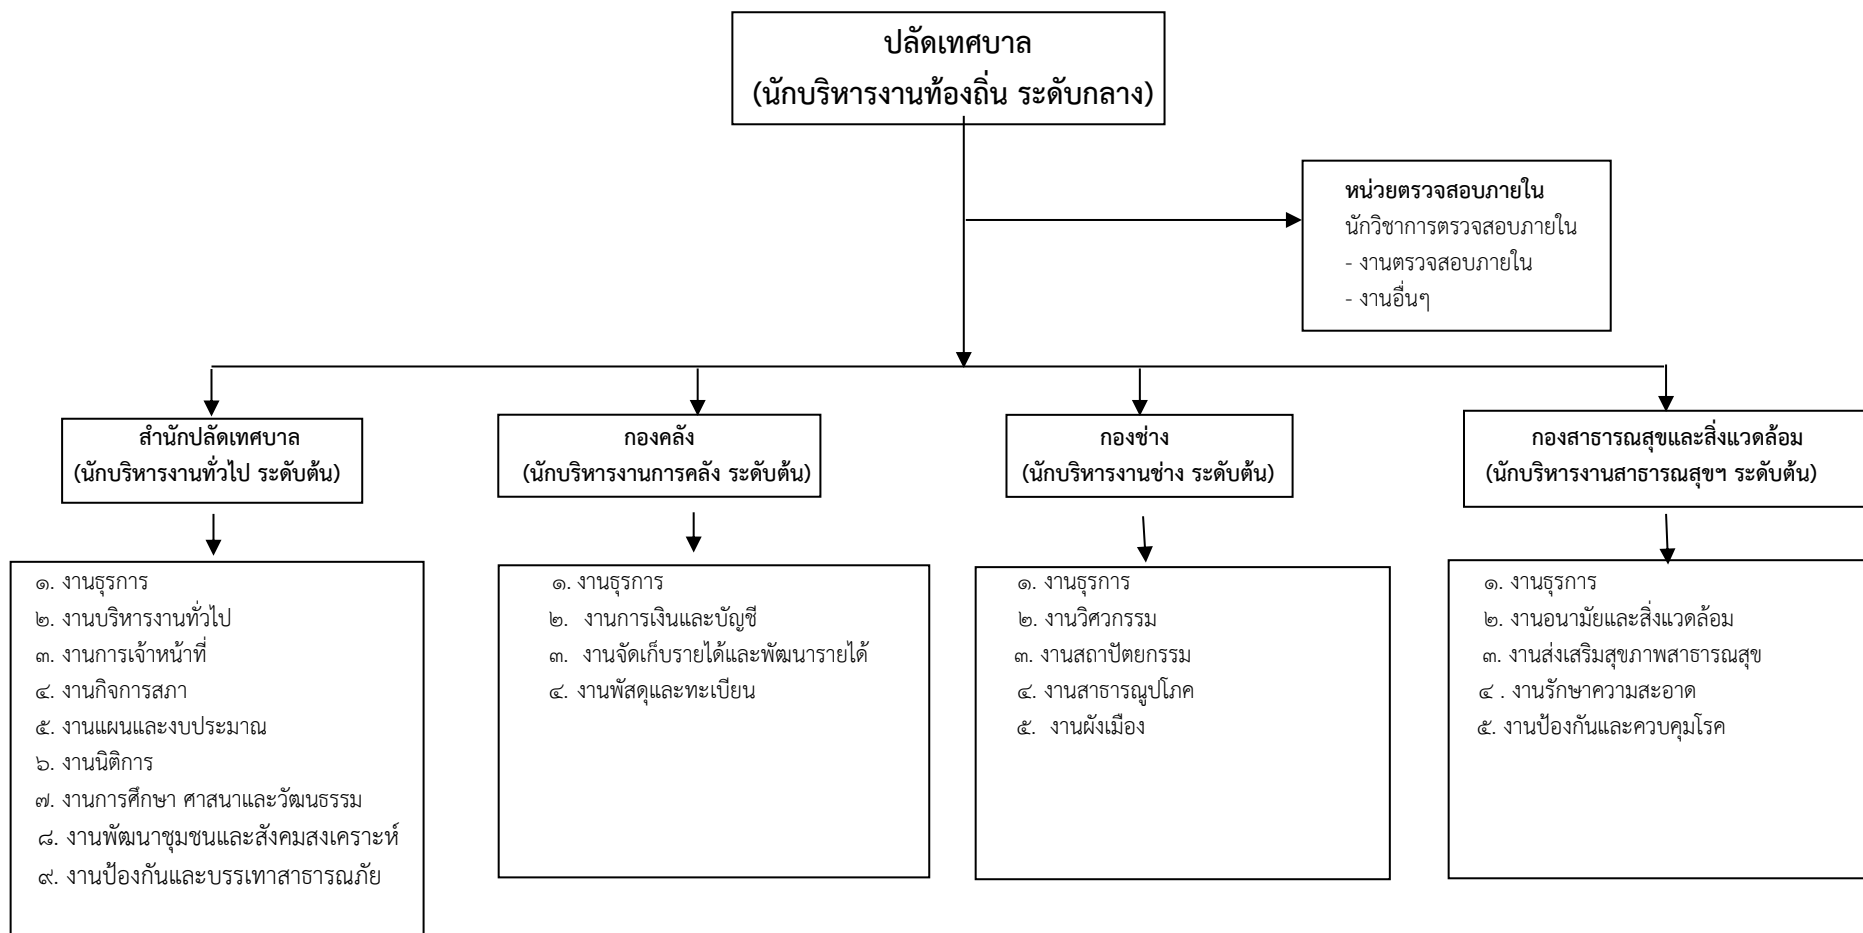 ปลัดเทศบาล
(นักบริหารงานท้องถิ่น ระดับกลาง)
หน่วยตรวจสอบภายใน
นักวิชาการตรวจสอบภายใน
- งานตรวจสอบภายใน
- งานอื่นๆ
สำนักปลัดเทศบาล
(นักบริหารงานทั่วไป ระดับต้น)
กองคลัง
(นักบริหารงานการคลัง ระดับต้น)
กองช่าง
(นักบริหารงานช่าง ระดับต้น)
กองสาธารณสุขและสิ่งแวดล้อม
(นักบริหารงานสาธารณสุขฯ ระดับต้น)
๑. งานธุรการ
๒. งานบริหารงานทั่วไป
๓. งานการเจ้าหน้าที่
๔. งานกิจการสภา
๕. งานแผนและงบประมาณ
๖. งานนิติการ
๗. งานการศึกษา ศาสนาและวัฒนธรรม
๘. งานพัฒนาชุมชนและสังคมสงเคราะห์
๙. งานป้องกันและบรรเทาสาธารณภัย
๑. งานธุรการ
๒. งานการเงินและบัญชี
๓. งานจัดเก็บรายได้และพัฒนารายได้
๔. งานพัสดุและทะเบียน
๑. งานธุรการ
๒. งานวิศวกรรม
๓. งานสถาปัตยกรรม
๔. งานสาธารณูปโภค
๕. งานผังเมือง
๑. งานธุรการ
๒. งานอนามัยและสิ่งแวดล้อม
๓. งานส่งเสริมสุขภาพสาธารณสุข
๔ . งานรักษาความสะอาด
๕. งานป้องกันและควบคุมโรค